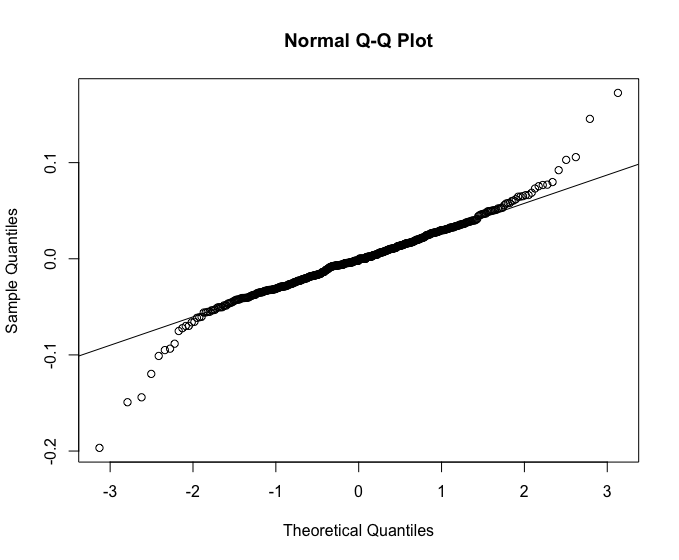 Normal Q-Q Plot
Sample Quantiles
0.1
0.0
-0.1
-0.2
-3 -2 -1 0 1 2 3
Theoretical Quantiles